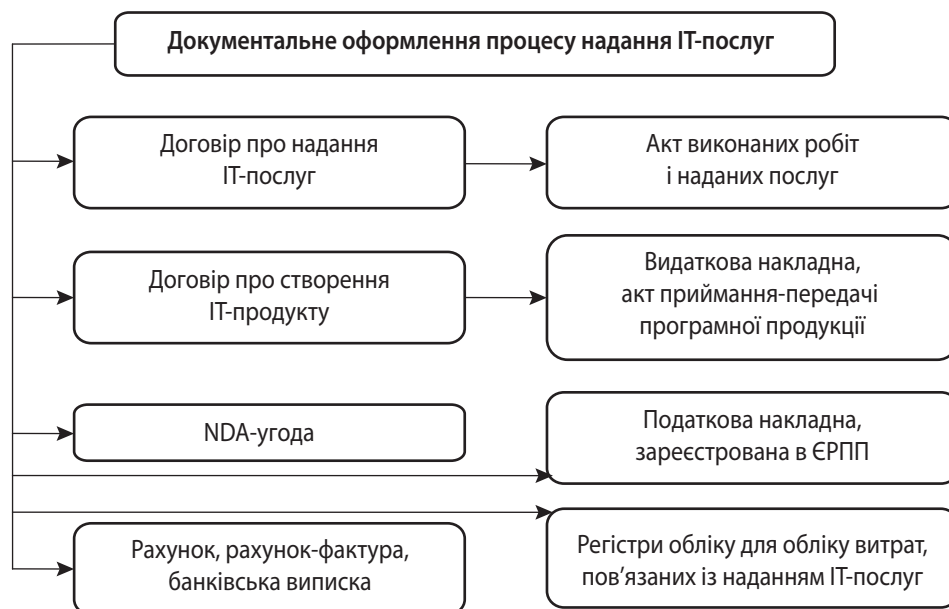 Документальне оформлення процесу надання ІТ-послуг
Договір про надання
ІТ-послуг
Акт виконаних робіт
і наданих послуг
Договір про створення
ІТ-продукту
Видаткова накладна,
акт приймання-передачі
програмної продукції
NDA-угода
Податкова накладна,
зареєстрована в ЄРПП
Рахунок, рахунок-фактура,
банківська виписка
Регістри обліку для обліку витрат,
пов’язаних із наданням ІТ-послуг